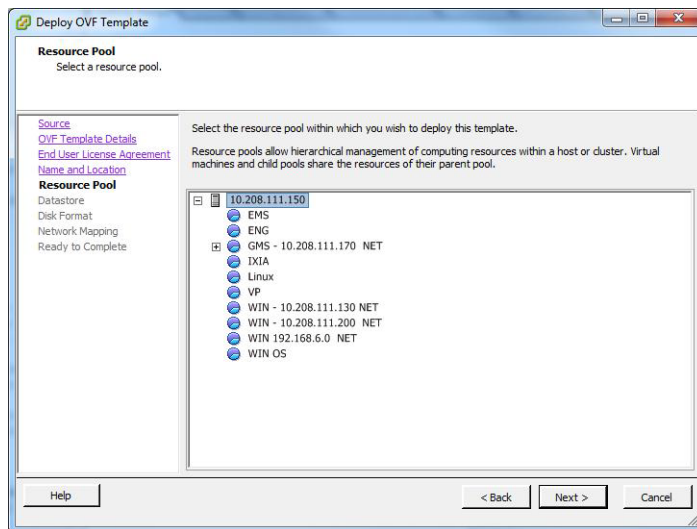 Deploy OVF Template
Resource Pool
Select a resource pool.
Source
OVF Template Details
End User License Agreement
Name and Location
Resource Pool
Datastore
Disk Format
Network Mapping
Ready to Complete
Select the resource pool within which you wish to deploy this template.
Resource pools allow hierarchical management of computing resources within a host or cluster. Virtual
machines and child pools share the resources of their parent pool.
10.208.111.150
EMS
ENG
GMS - 10.208.111.170 NET
IXIA
Linux
VP
WIN - 10.208.111.130 NET
WIN - 10.208.111.200 NET
WIN 192.168.6.0 NET
WIN OS
Help
< Back
Next >
Cancel